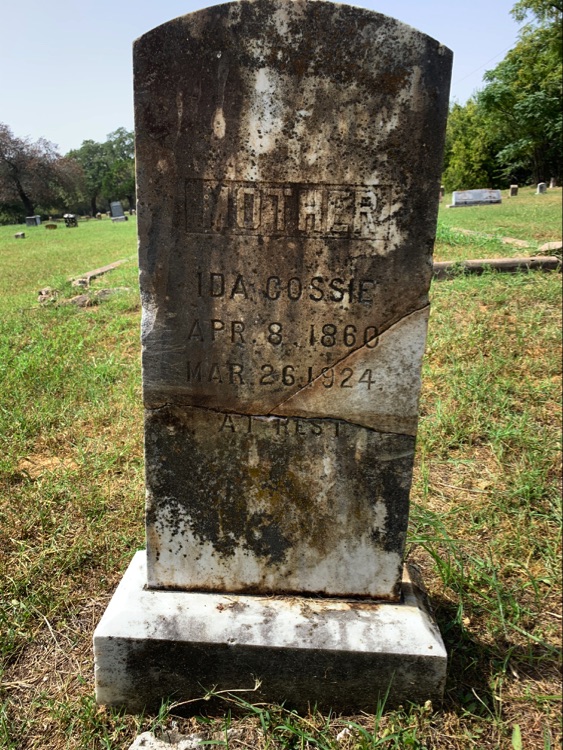 MOTHER
IDA COSSIE
APR. 8. 1860
MAR. 26. 1924
AT REST